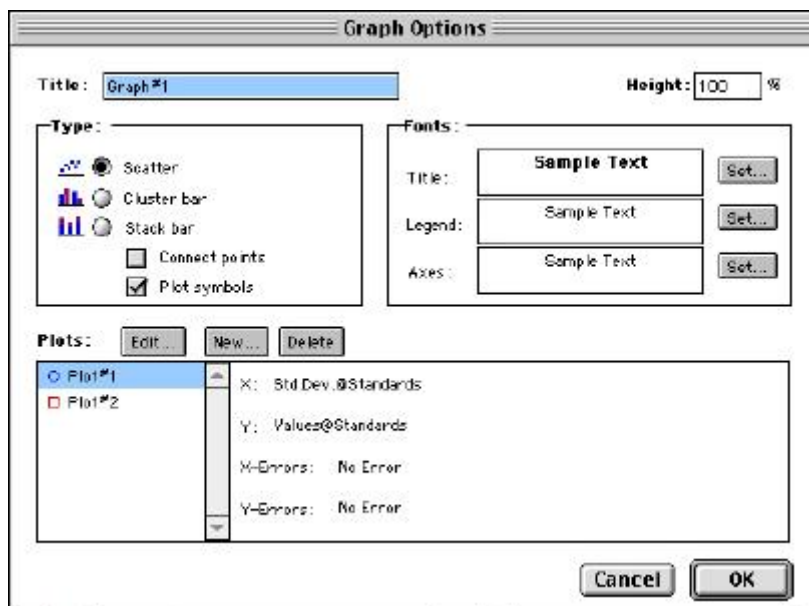 Graph Options
Title: Graph#1 Height: 100 %
Type:
Scatter
Cluster bar
Stack bar
Connect points
Plot symbols
Fonts:
Title: Sample Text Set...
Legend: Sample Text Set...
Axes: Sample Text Set...
Plots: Edit... New... Delete
Plot#1
Plot#2
X: Std.Dev.@Standards
Y: Values@Standards
X-Errors: No Error
Y-Errors: No Error
Cancel OK